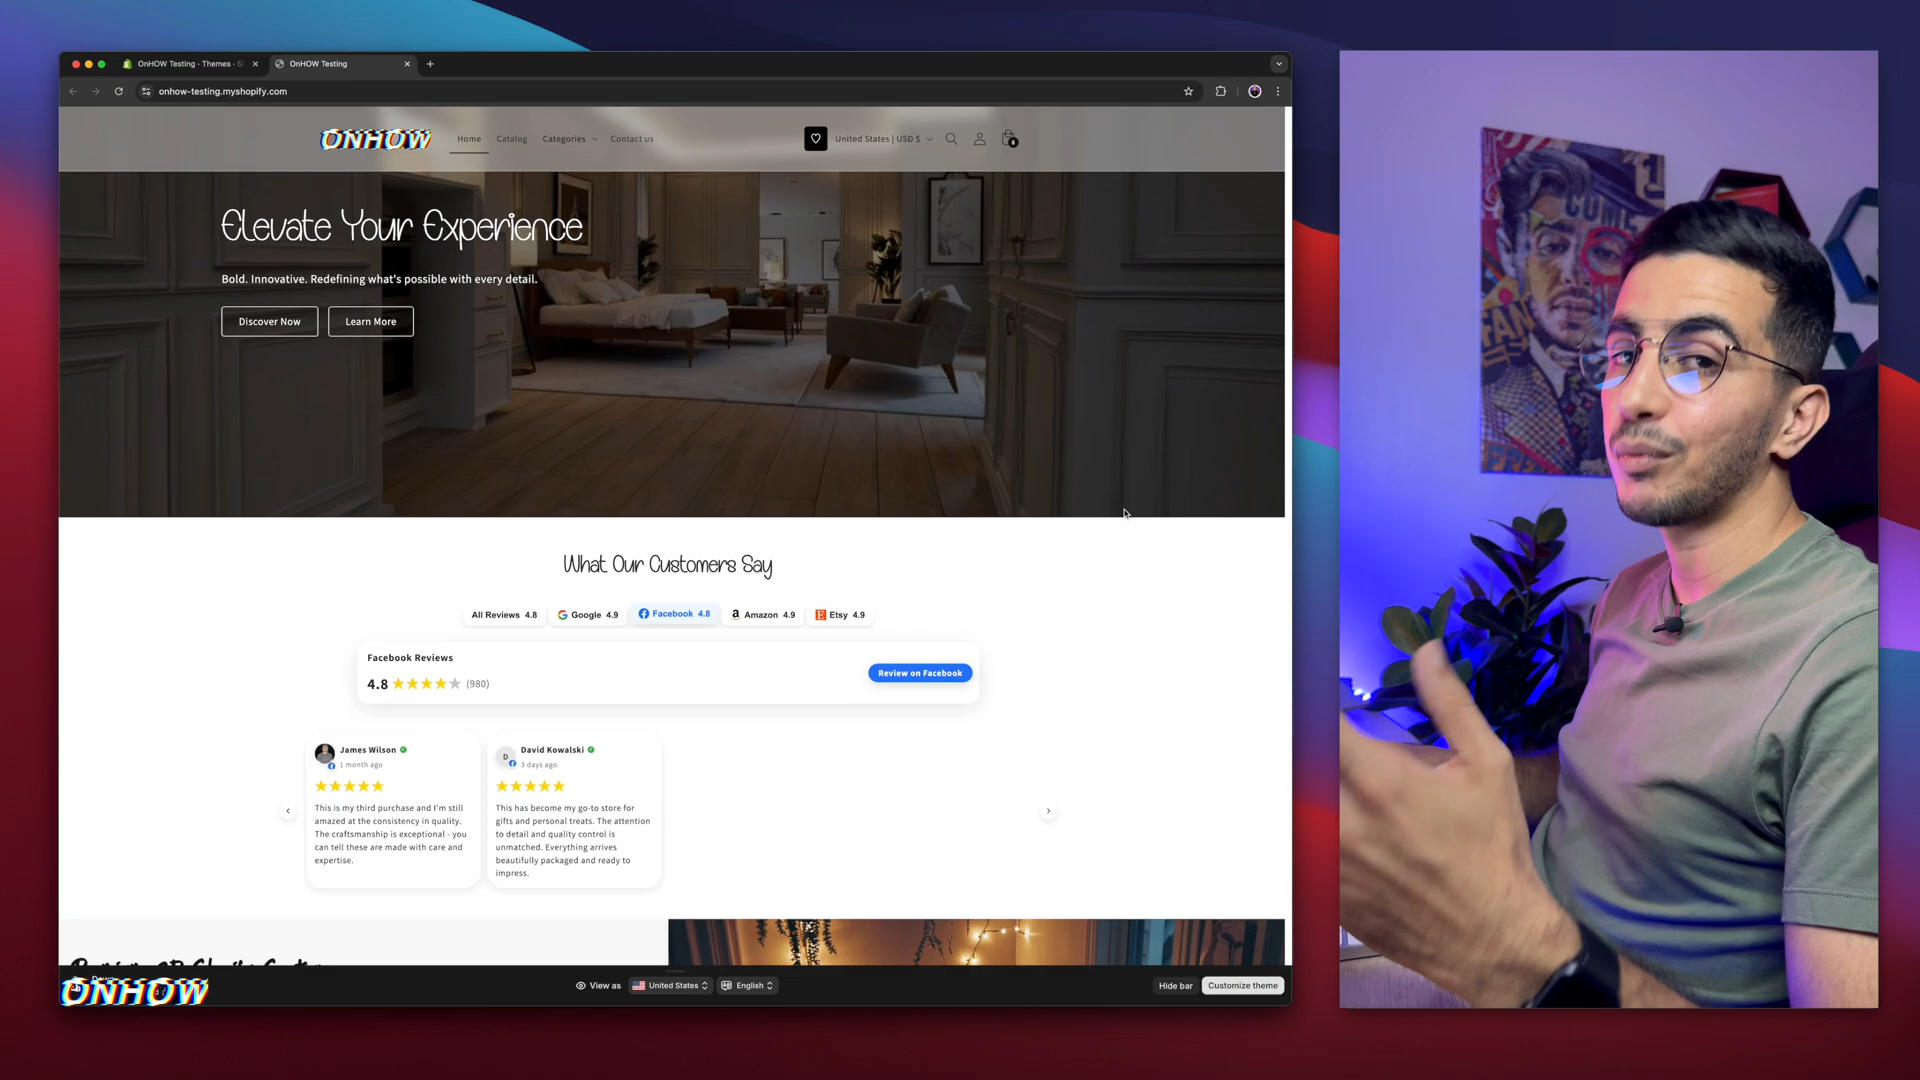 OnHOW Testing · Themes · S
OnHOW Testing
onhow-testing.myshopify.com
ONHOW
Home
Catalog
Categories
Contact us
United States | USD $
Elevate Your Experience
Bold. Innovative. Redefining what's possible with every detail.
Discover Now
Learn More
What Our Customers Say
All Reviews 4.8
Google 4.9
Facebook 4.8
Amazon 4.9
Etsy 4.9
Facebook Reviews
4.8 ★★★★★ (980)
Review on Facebook
James Wilson
1 month ago
This is my third purchase and I'm still
amazed at the consistency in quality.
The craftsmanship is exceptional - you
can tell these are made with care and
expertise.
D
David Kowalski
3 days ago
This has become my go-to store for
gifts and personal treats. The attention
to detail and quality control is
unmatched. Everything arrives
beautifully packaged and ready to
impress.
ONHOW
View as
United States
English
Hide bar
Customize theme
COME
FAN